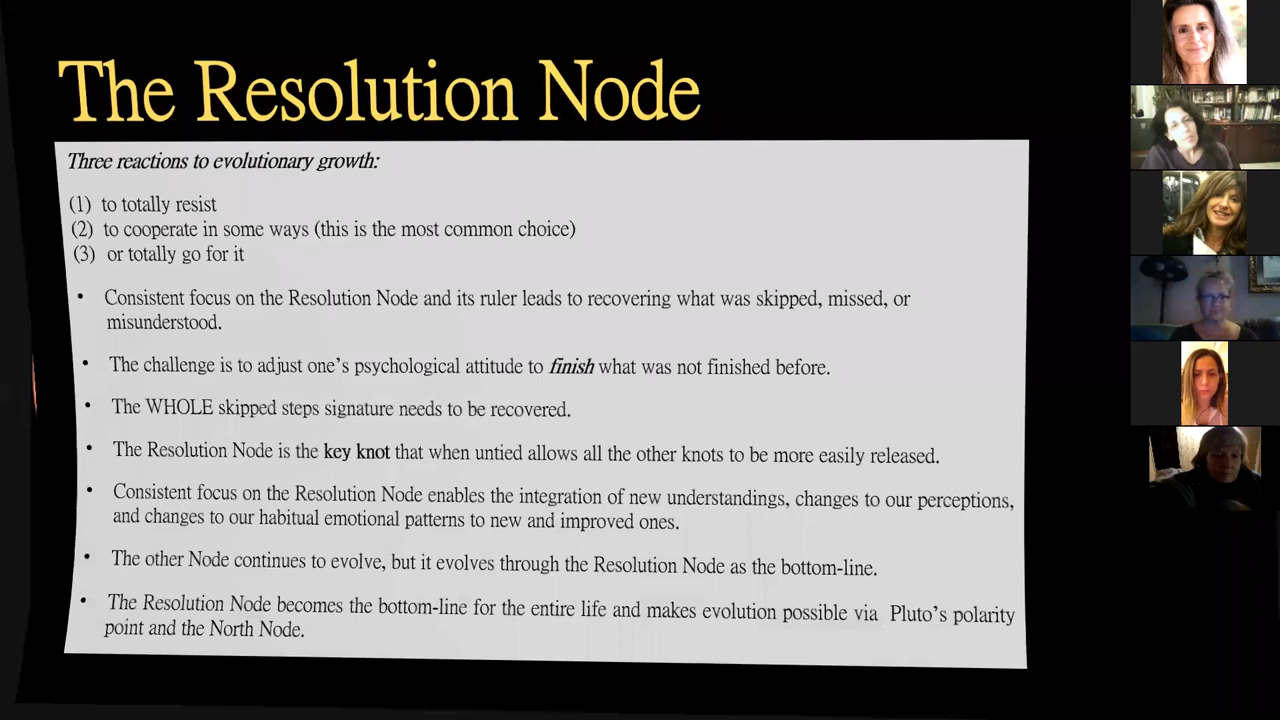 The Resolution Node
Three reactions to evolutionary growth:
(1) to totally resist
(2) to cooperate in some ways (this is the most common choice)
(3) or totally go for it
• Consistent focus on the Resolution Node and its ruler leads to recovering what was skipped, missed, or
misunderstood.
• The challenge is to adjust one’s psychological attitude to finish what was not finished before.
• The WHOLE skipped steps signature needs to be recovered.
• The Resolution Node is the key knot that when untied allows all the other knots to be more easily released.
• Consistent focus on the Resolution Node enables the integration of new understandings, changes to our perceptions,
and changes to our habitual emotional patterns to new and improved ones.
• The other Node continues to evolve, but it evolves through the Resolution Node as the bottom-line.
• The Resolution Node becomes the bottom-line for the entire life and makes evolution possible via Pluto’s polarity
point and the North Node.